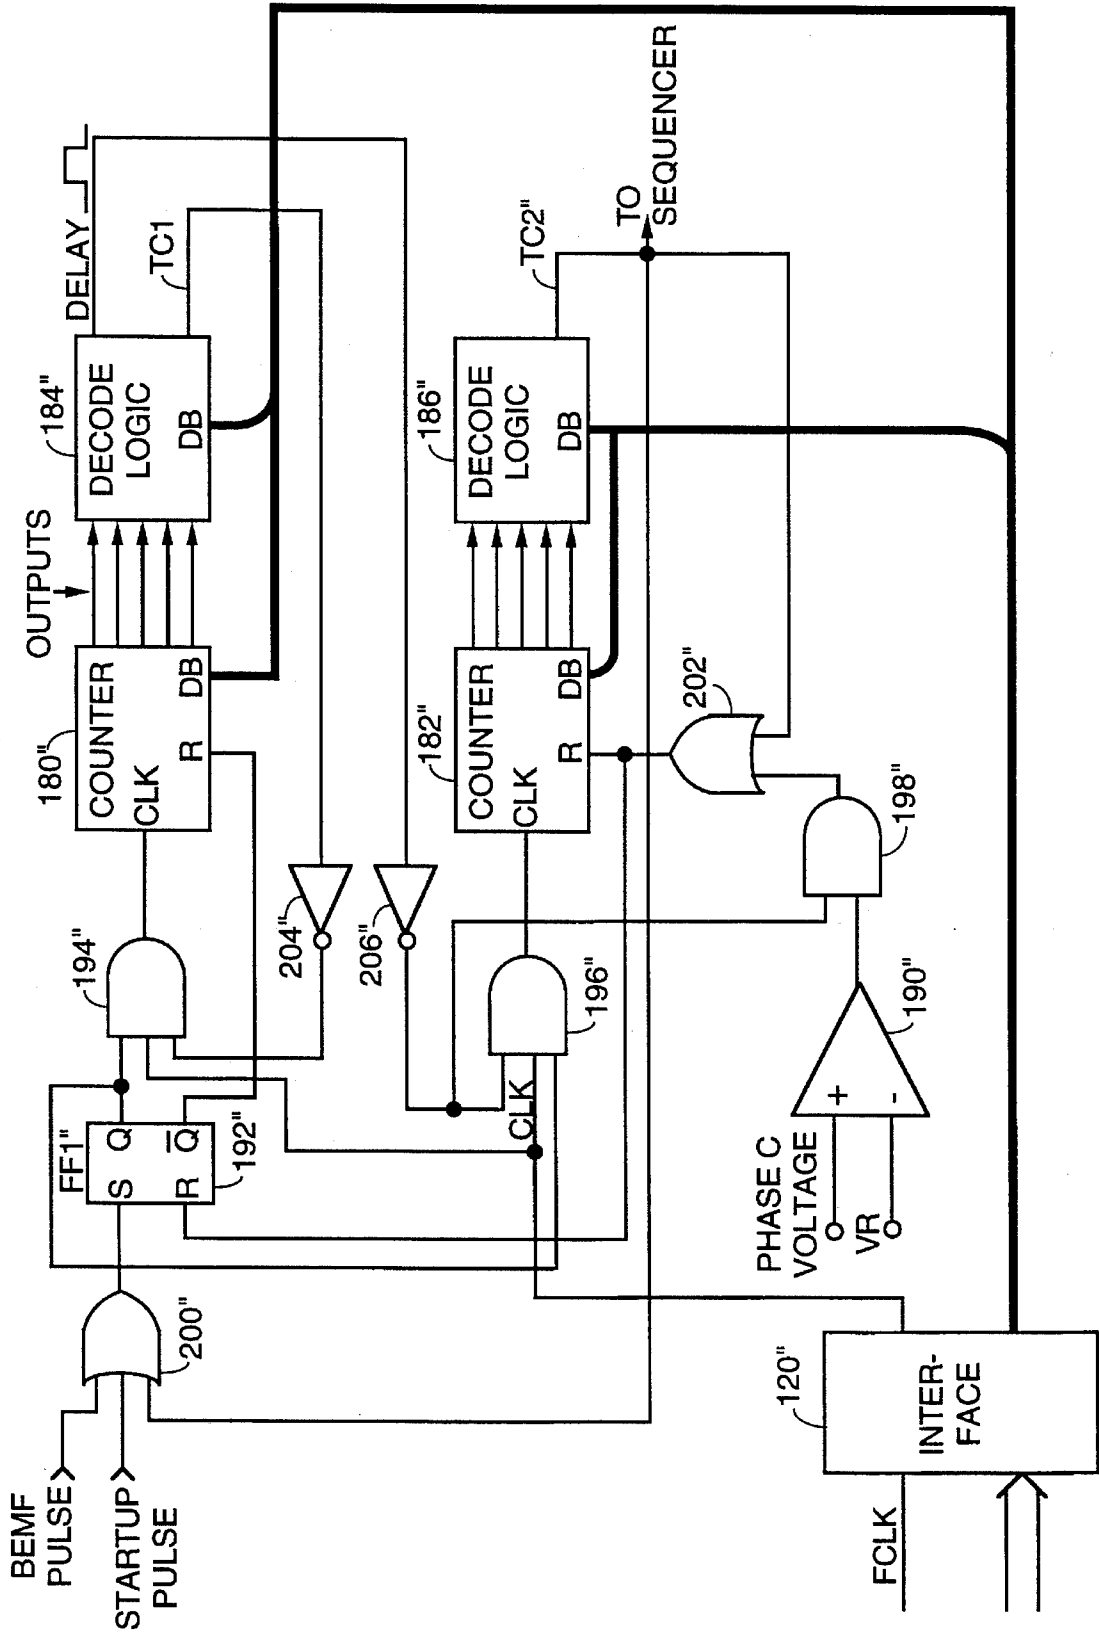 BEMF
PULSE
STARTUP
PULSE
200"
FF1"
S
Q
R
Q
192"
194"
180"
COUNTER
CLK
R
DB
OUTPUTS
184"
DECODE
LOGIC
DB
DELAY
TC1
204"
206"
CLK
196"
182"
COUNTER
CLK
R
DB
186"
DECODE
LOGIC
DB
TC2"
TO
SEQUENCER
202"
198"
PHASE C
VOLTAGE
VR
+
-
190"
120"
INTER-
FACE
FCLK